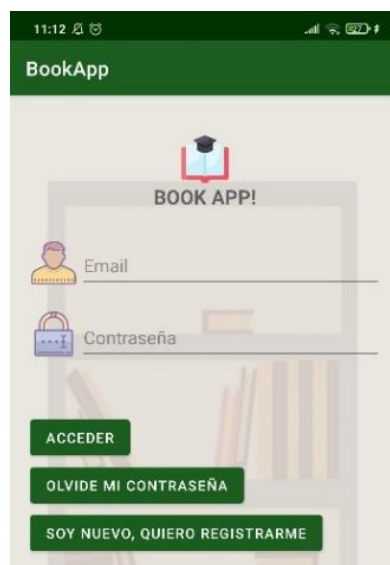 11:12
BookApp
BOOK APP!
Email
Contraseña
ACCEDER
OLVIDE MI CONTRASEÑA
SOY NUEVO, QUIERO REGISTRARME